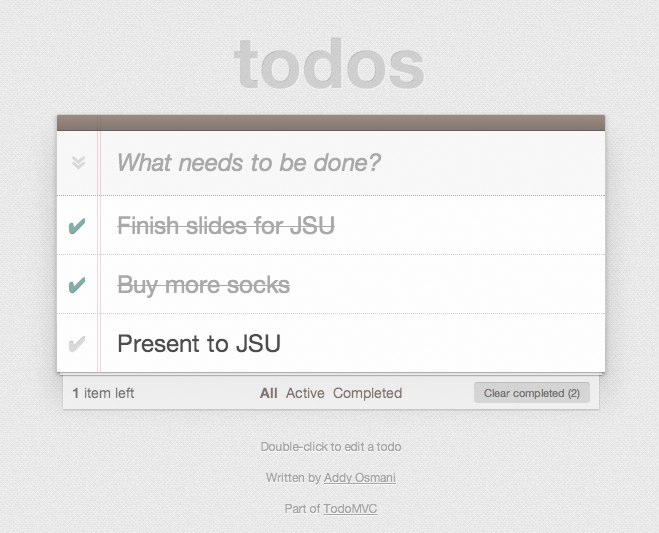 todos
What needs to be done?
Finish slides for JSU
Buy more socks
Present to JSU
1 item left All Active Completed Clear completed (2)
Double-click to edit a todo
Written by Addy Osmani
Part of TodoMVC